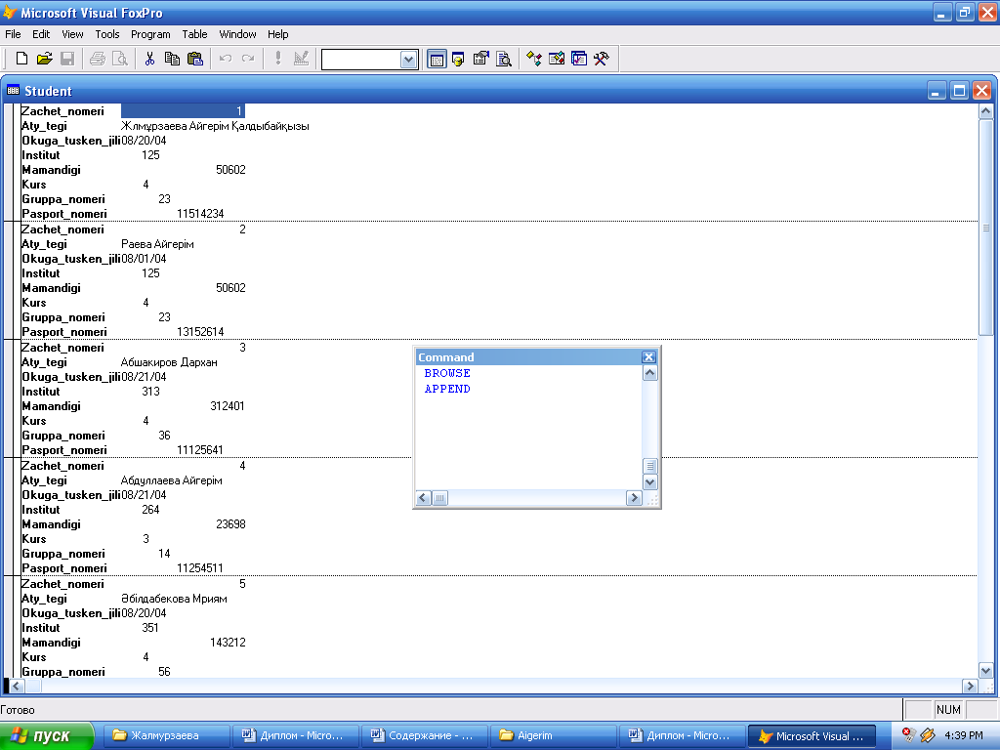 Microsoft Visual FoxPro
File Edit View Tools Program Table Window Help
Student
Zachet_nomeri 1
Aty_tegi Жлмұрзаева Айгерім Қалдыбайқызы
Okuga_tusken_jili 08/20/04
Institut 125
Mamandigi 50602
Kurs 4
Gruppa_nomeri 23
Pasport_nomeri 11514234
Zachet_nomeri 2
Aty_tegi Раева Айгерім
Okuga_tusken_jili 08/01/04
Institut 125
Mamandigi 50602
Kurs 4
Gruppa_nomeri 23
Pasport_nomeri 13152614
Zachet_nomeri 3
Aty_tegi Абшакиров Дархан
Okuga_tusken_jili 08/21/04
Institut 313
Mamandigi 312401
Kurs 4
Gruppa_nomeri 36
Pasport_nomeri 11125641
Zachet_nomeri 4
Aty_tegi Абдуллаева Айгерім
Okuga_tusken_jili 08/21/04
Institut 264
Mamandigi 23698
Kurs 3
Gruppa_nomeri 14
Pasport_nomeri 11254511
Zachet_nomeri 5
Aty_tegi Әбілдабекова Мриям
Okuga_tusken_jili 08/20/04
Institut 351
Mamandigi 143212
Kurs 4
Gruppa_nomeri 56
Command
BROWSE
APPEND
Готово
NUM
пуск Жалмурзаева Диплом - Micro... Содержание - ... Aigerim Диплом - Micro... Microsoft Visual ... 4:39 PM